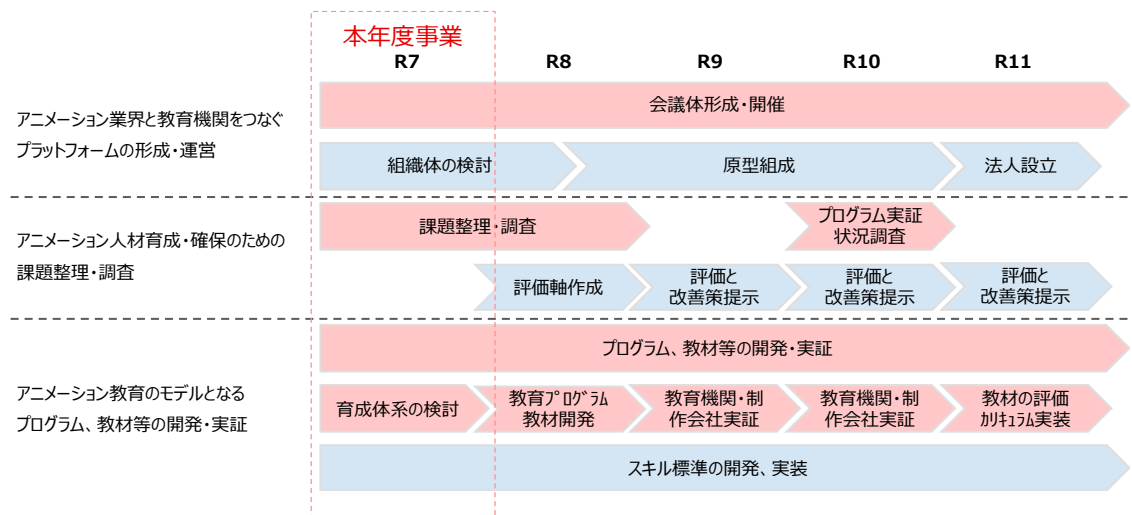 本年度事業
R7 R8 R9 R10 R11
アニメーション業界と教育機関をつなぐ
プラットフォームの形成・運営
会議体形成・開催
組織体の検討 原型組成 法人設立
アニメーション人材育成・確保のための
課題整理・調査
課題整理・調査
プログラム実証
状況調査
評価軸作成
評価と
改善策提示
評価と
改善策提示
評価と
改善策提示
アニメーション教育のモデルとなる
プログラム、教材等の開発・実証
プログラム、教材等の開発・実証
育成体系の検討
教育プログラム
教材開発
教育機関・制
作会社実証
教育機関・制
作会社実証
教材の評価
カリキュラム実装
スキル標準の開発、実装